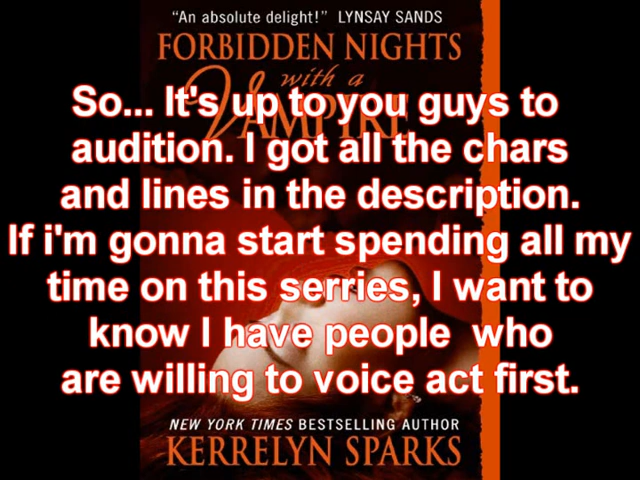 "An absolute delight!" LYNSAY SANDS
FORBIDDEN NIGHTS
with a
VAMPIRE
So... It's up to you guys to
audition. I got all the chars
and lines in the description.
If i'm gonna start spending all my
time on this serries, I want to
know I have people who
are willing to voice act first.
NEW YORK TIMES BESTSELLING AUTHOR
KERRELYN SPARKS